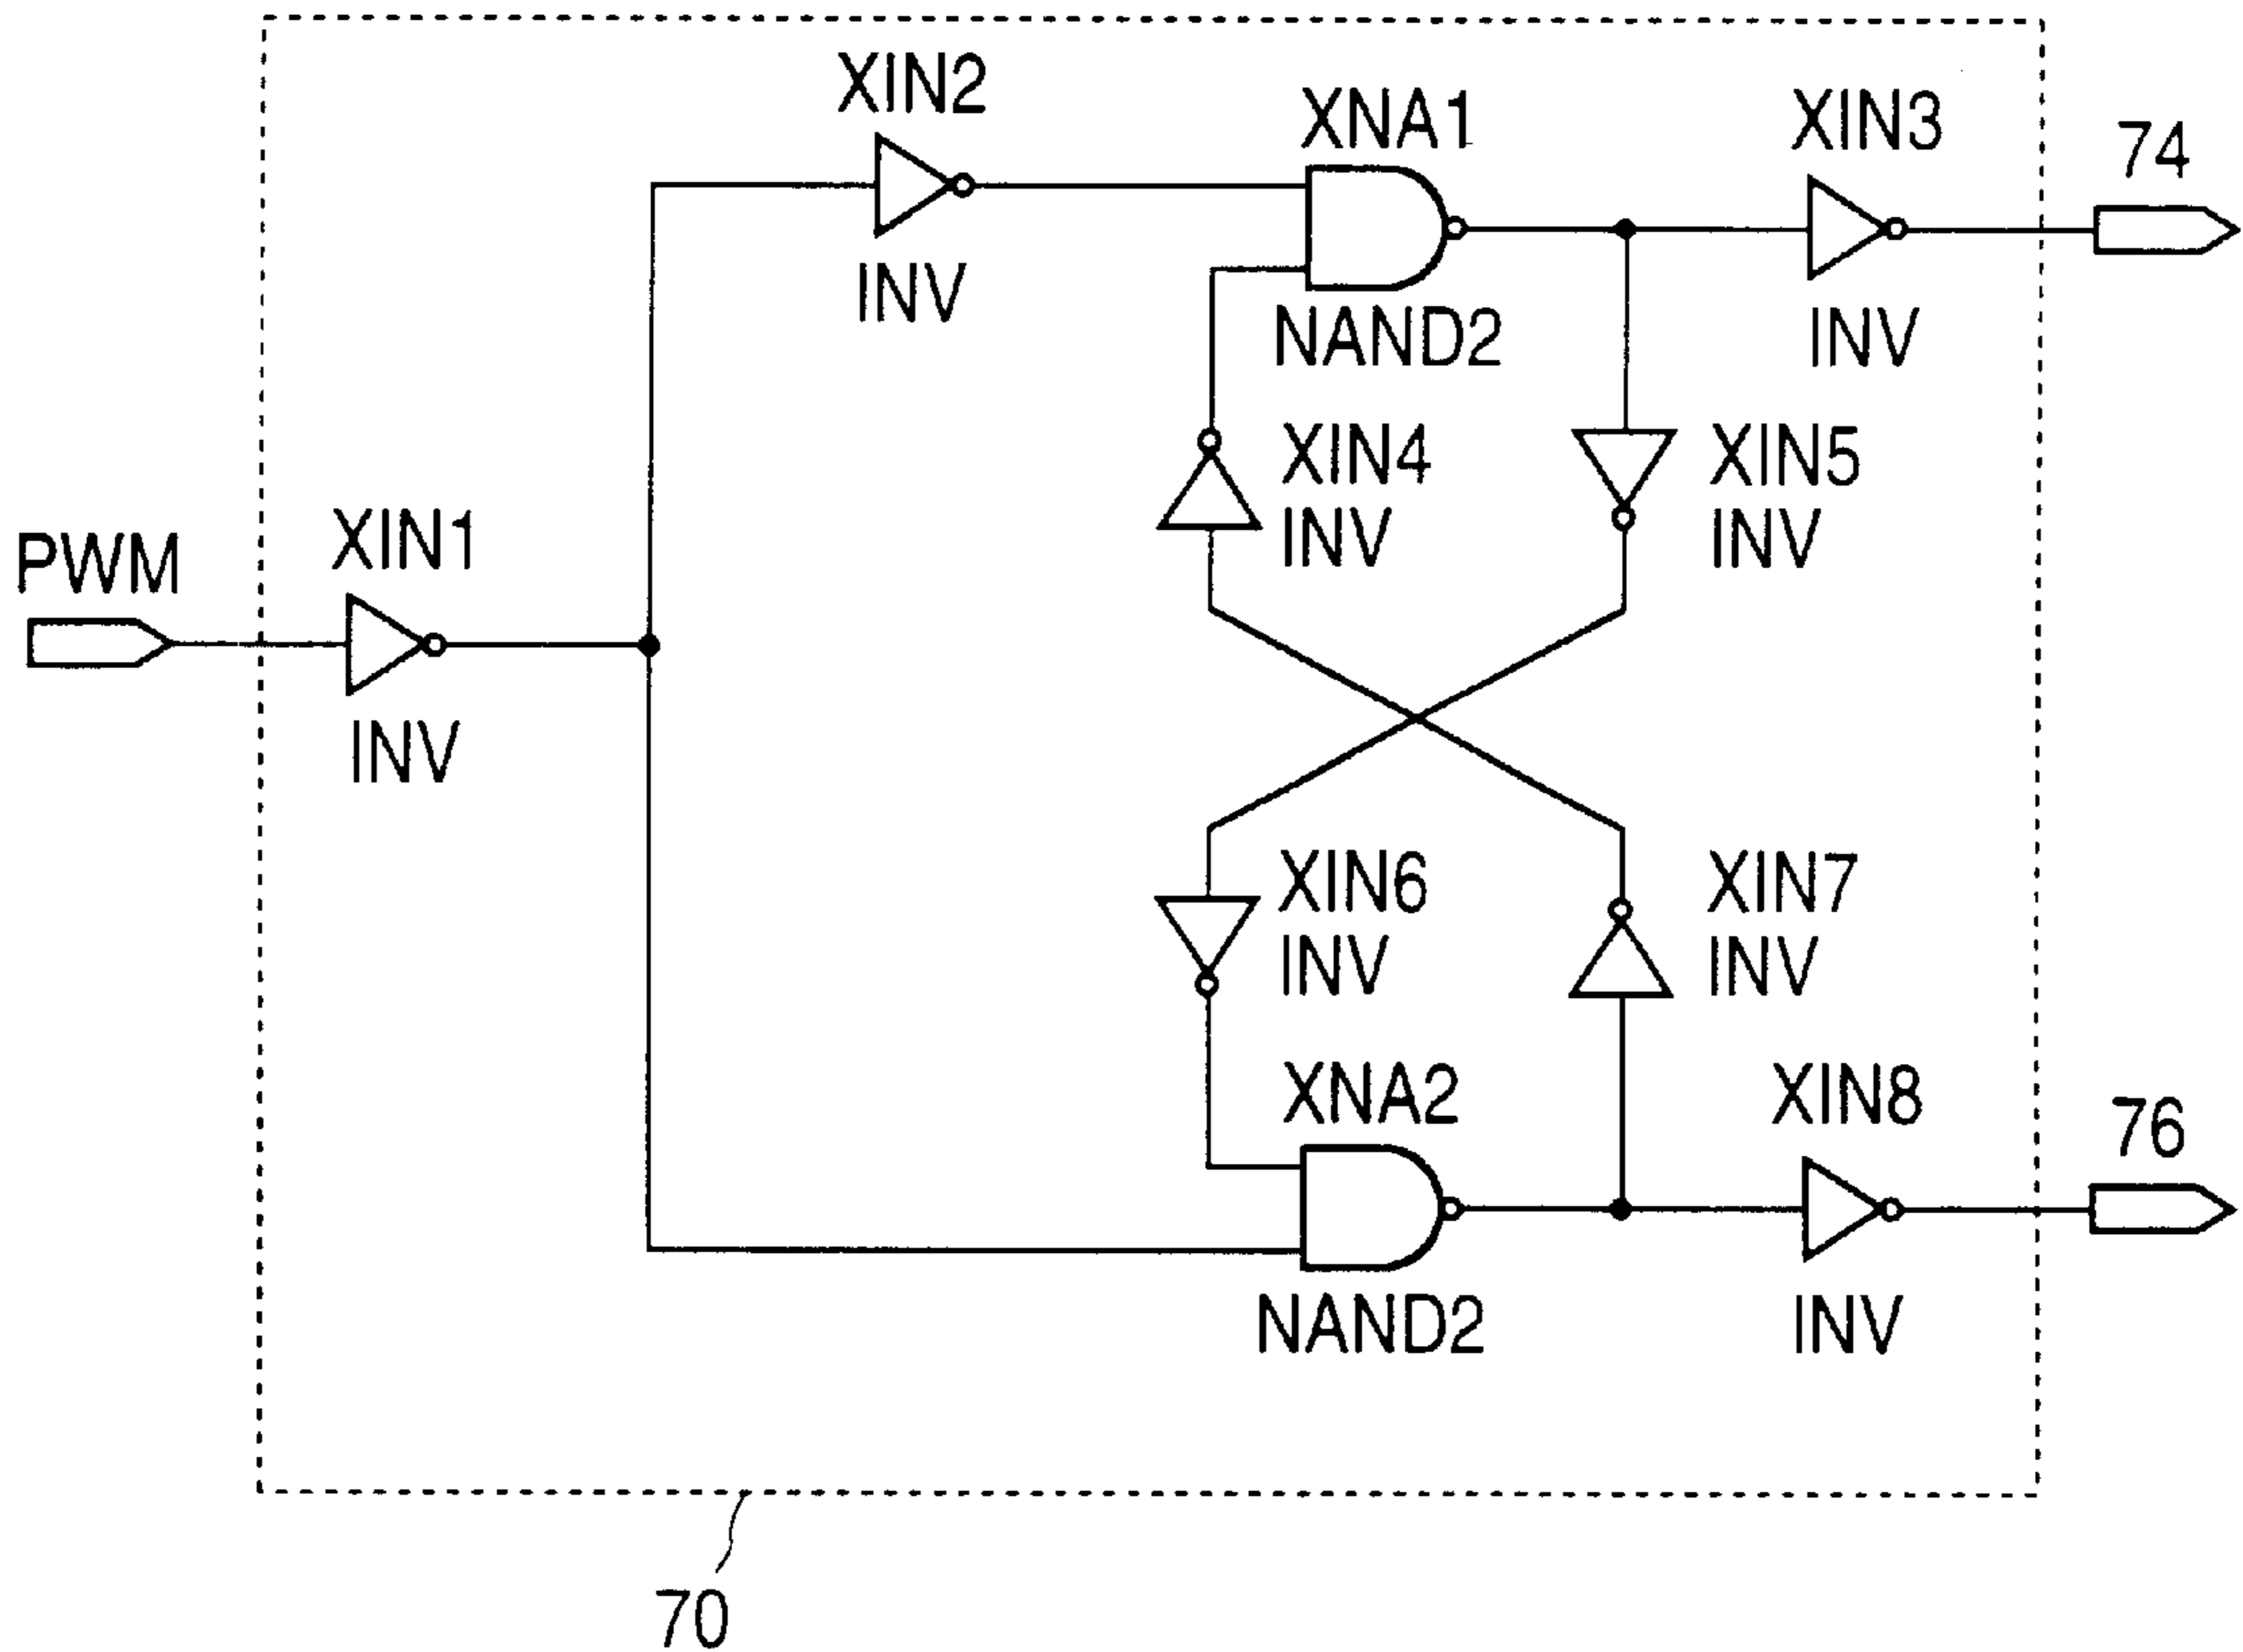 XIN2
INV
XNA1
NAND2
XIN3
INV
74
PWM
XIN1
INV
XIN4
INV
XIN5
INV
XIN6
INV
XIN7
INV
XNA2
NAND2
XIN8
INV
76
70